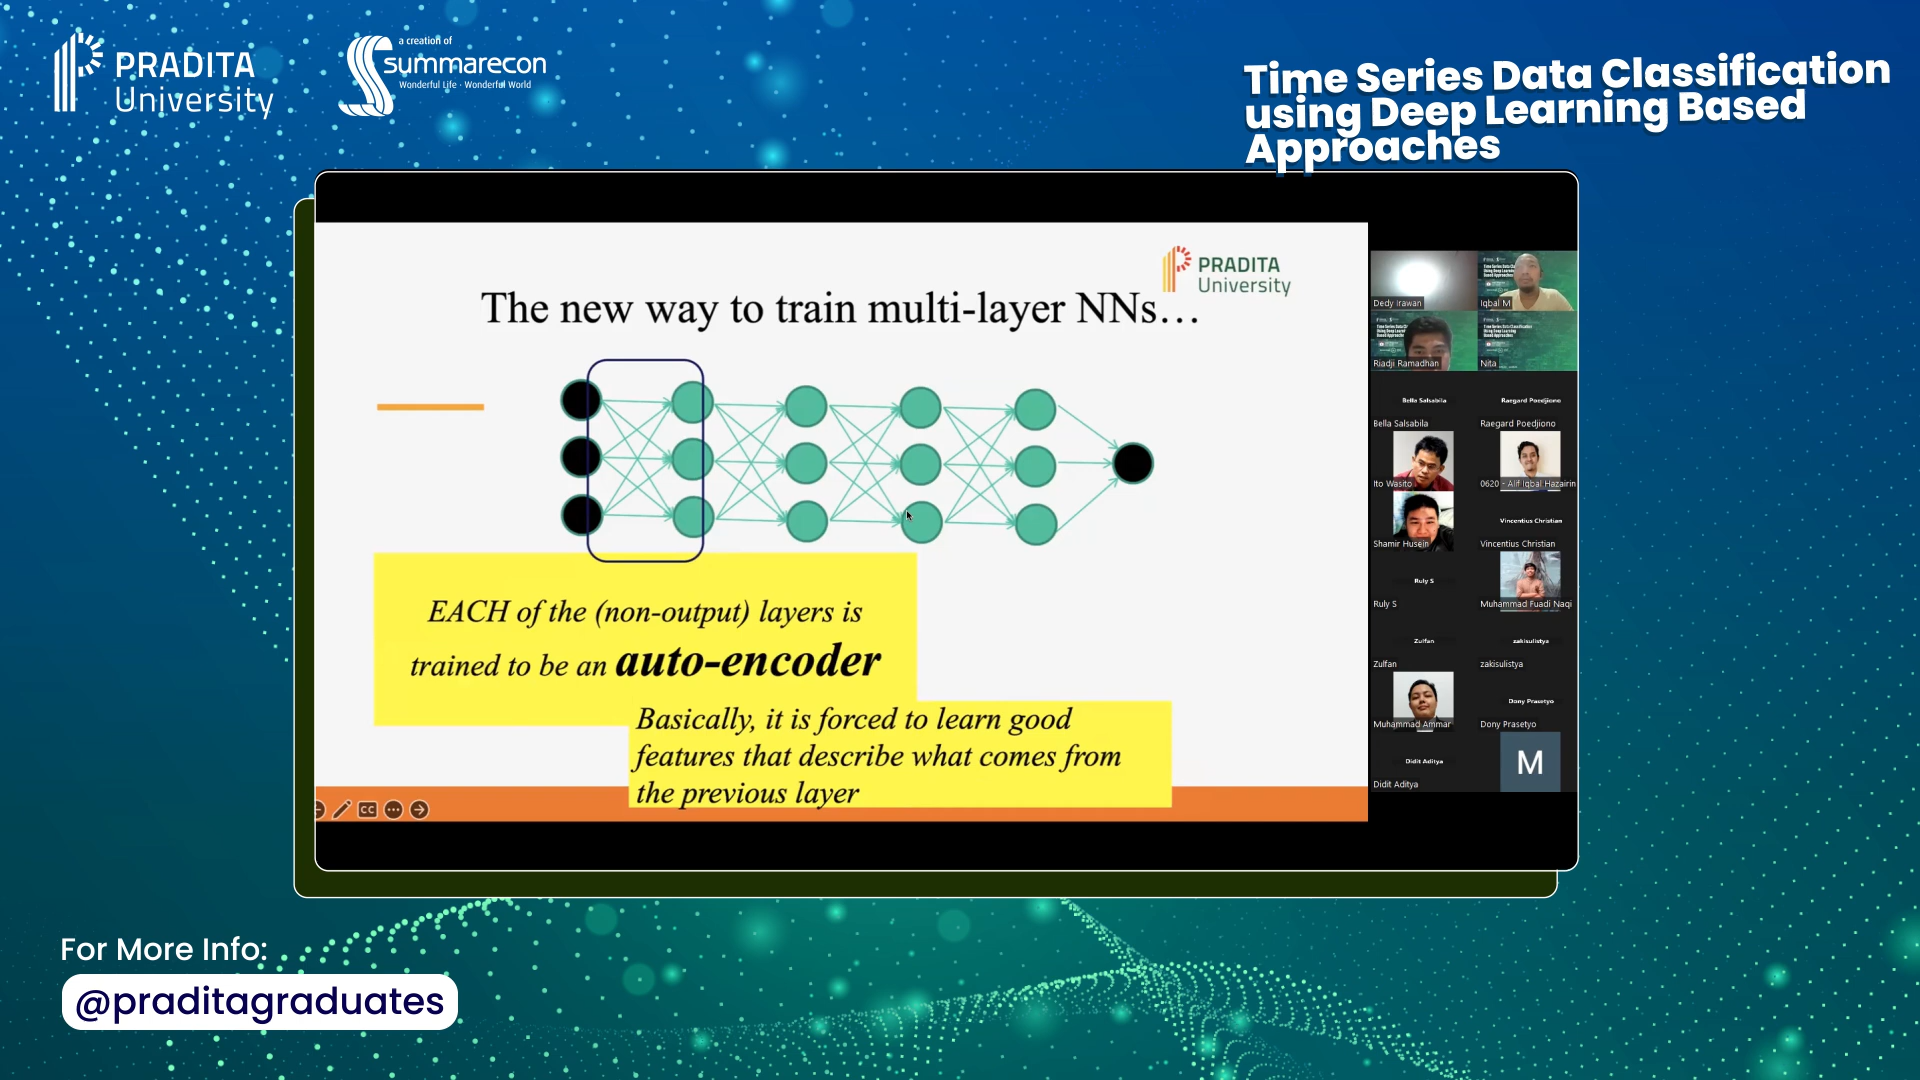 PRADITA
University
a creation of
summarecon
Wonderful Life · Wonderful World
Time Series Data Classification
using Deep Learning Based
Approaches
PRADITA
University
The new way to train multi-layer NNs…
EACH of the (non-output) layers is
trained to be an auto-encoder
Basically, it is forced to learn good
features that describe what comes from
the previous layer
CC
Dedy Irawan
Iqbal M
Riadji Ramadhan
Nita
Bella Salsabila
Raegard Poedjiono
Bella Salsabila
Raegard Poedjiono
Ito Wasito
0620 - Alif Iqbal Hazairin
Vincentius Christian
Shamir Husein
Vincentius Christian
Ruly S
Ruly S
Muhammad Fuadi Naqi
Zulfan
zakisulistya
Zulfan
zakisulistya
Dony Prasetyo
Muhammad Ammar
Dony Prasetyo
Didit Aditya
M
Didit Aditya
For More Info:
@praditagraduates